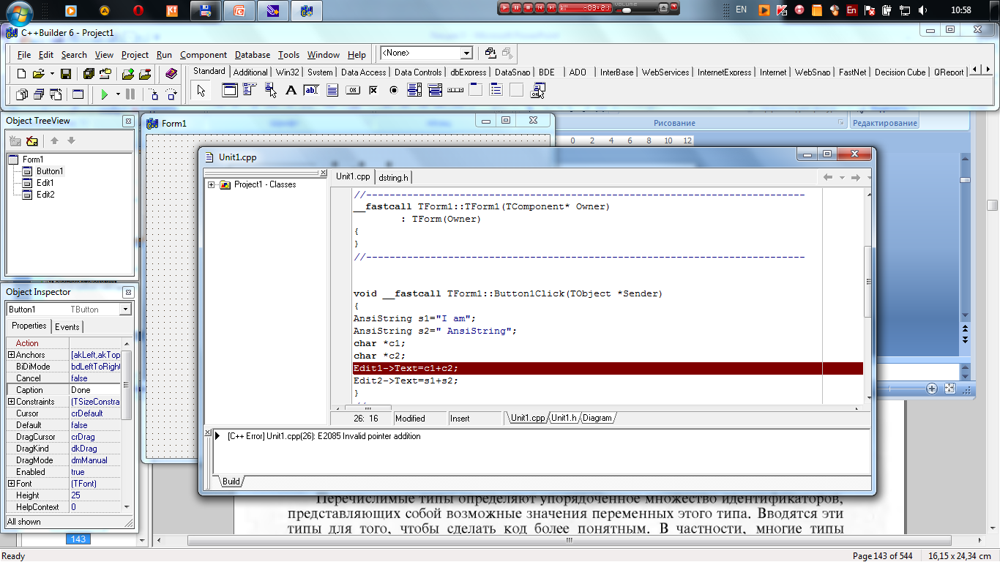 EN
10:58
-03:23
VOLUME
C++Builder 6 - Project1
File Edit Search View Project Run Component Database Tools Window Help
<None>
Standard Additional Win32 System Data Access Data Controls dbExpress DataSnap BDE ADO InterBase WebServices InternetExpress Internet WebSnap FastNet Decision Cube QReport
Object TreeView
Form1
Button1
Edit1
Edit2
Form1
Рисование
Редактирование
0 2 4 6 8 10 12
Unit1.cpp
Project1 - Classes
Unit1.cpp dstring.h
//---------------------------------------------------------------------------
__fastcall TForm1::TForm1(TComponent* Owner)
: TForm(Owner)
{
}
//---------------------------------------------------------------------------
void __fastcall TForm1::Button1Click(TObject *Sender)
{
AnsiString s1="I am";
AnsiString s2=" AnsiString";
char *c1;
char *c2;
Edit1->Text=c1+c2;
Edit2->Text=s1+s2;
}
26: 16 Modified Insert Unit1.cpp Unit1.h Diagram
[C++ Error] Unit1.cpp(26): E2085 Invalid pointer addition
Build
Object Inspector
Button1 TButton
Properties Events
Action
Anchors [akLeft,akTop
BiDiMode bdLeftToRight
Cancel false
Caption Done
Constraints (TSizeConstra
Cursor crDefault
Default false
DragCursor crDrag
DragKind dkDrag
DragMode dmManual
Enabled true
Font (TFont)
Height 25
HelpContext 0
All shown
Перечислимые типы определяют упорядоченное множество идентификаторов,
представляющих собой возможные значения переменных этого типа. Вводятся эти
типы для того, чтобы сделать код более понятным. В частности, многие типы
143
Ready
Page 143 of 544
16,15 x 24,34 cm